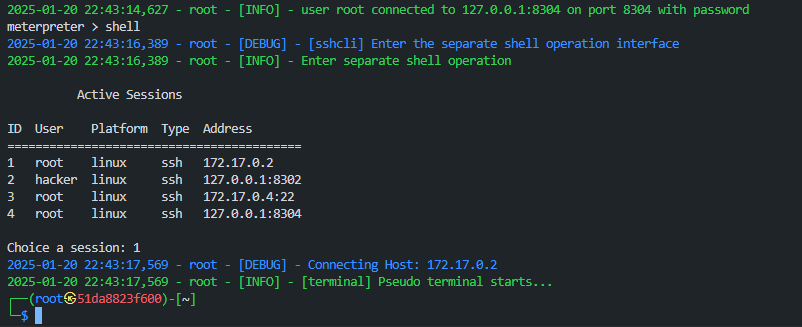 2025-01-20 22:43:14,627 - root - [INFO] - user root connected to 127.0.0.1:8304 on port 8304 with password
meterpreter > shell
2025-01-20 22:43:16,389 - root - [DEBUG] - [sshcli] Enter the separate shell operation interface
2025-01-20 22:43:16,389 - root - [INFO] - Enter separate shell operation
Active Sessions
ID User Platform Type Address
==========================================
1 root linux ssh 172.17.0.2
2 hacker linux ssh 127.0.0.1:8302
3 root linux ssh 172.17.0.4:22
4 root linux ssh 127.0.0.1:8304
Choice a session: 1
2025-01-20 22:43:17,569 - root - [DEBUG] - Connecting Host: 172.17.0.2
2025-01-20 22:43:17,569 - root - [INFO] - [terminal] Pseudo terminal starts...
┌──(root㉿51da8823f600)-[~]
└─$